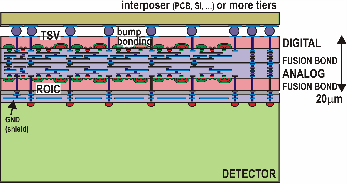 interposer (PCB, Si, ...) or more tiers
TSV
bump
bonding
DIGITAL
FUSION BOND
ANALOG
FUSION BOND
ROIC
20µm
GND
(shield)
DETECTOR